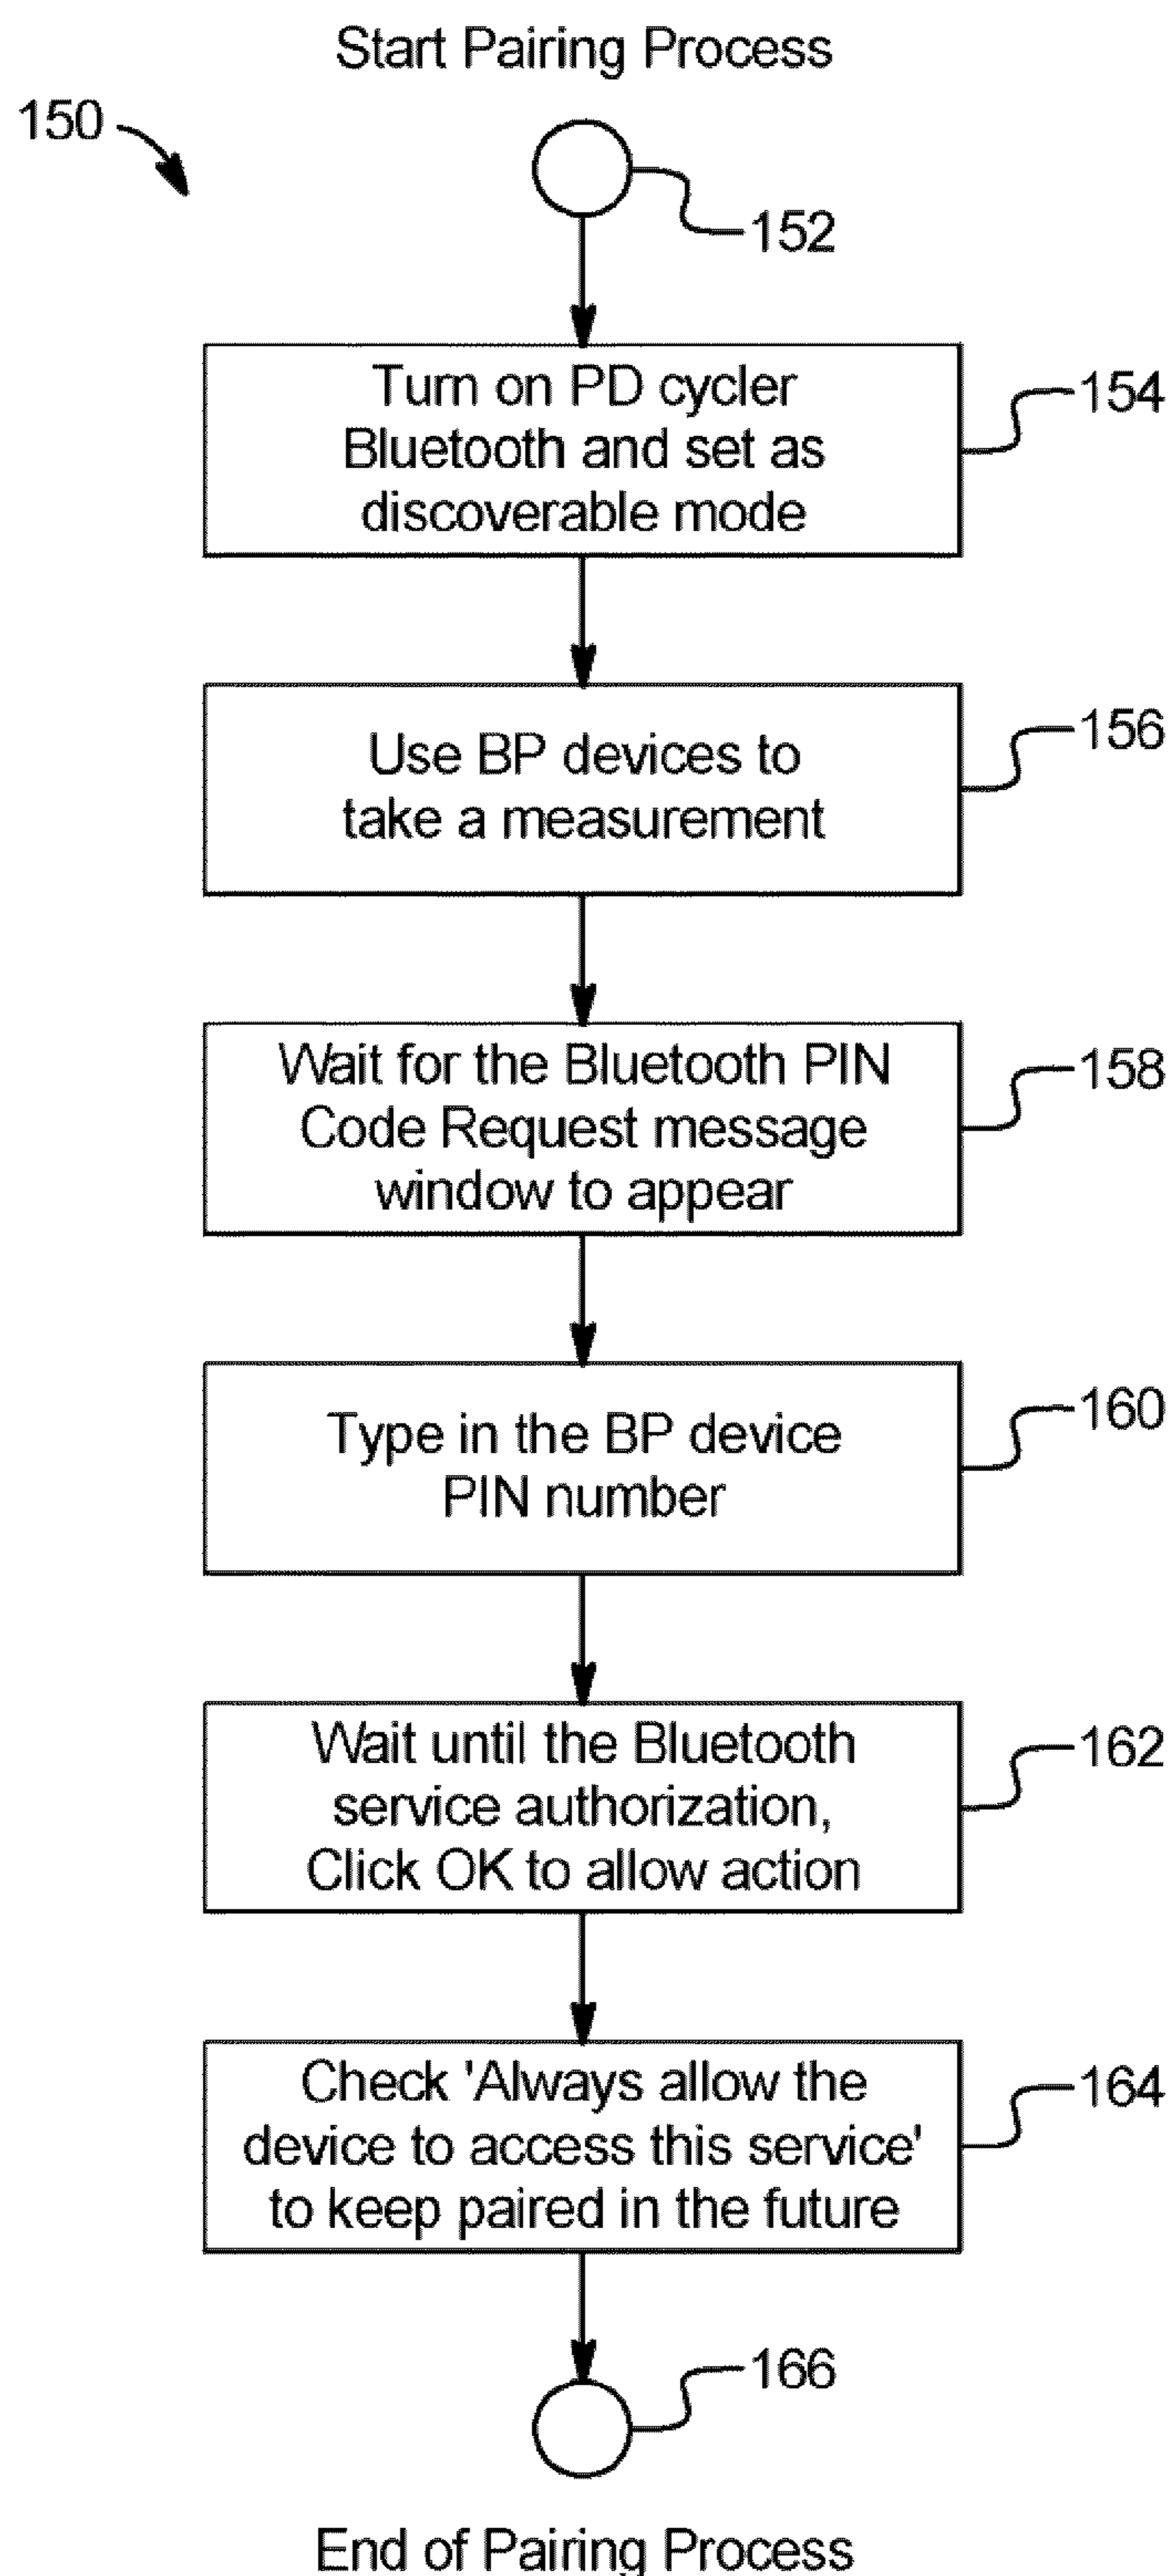 Start Pairing Process
150
152
Turn on PD cycler
Bluetooth and set as
discoverable mode
154
Use BP devices to
take a measurement
156
Wait for the Bluetooth PIN
Code Request message
window to appear
158
Type in the BP device
PIN number
160
Wait until the Bluetooth
service authorization,
Click OK to allow action
162
Check 'Always allow the
device to access this service'
to keep paired in the future
164
166
End of Pairing Process